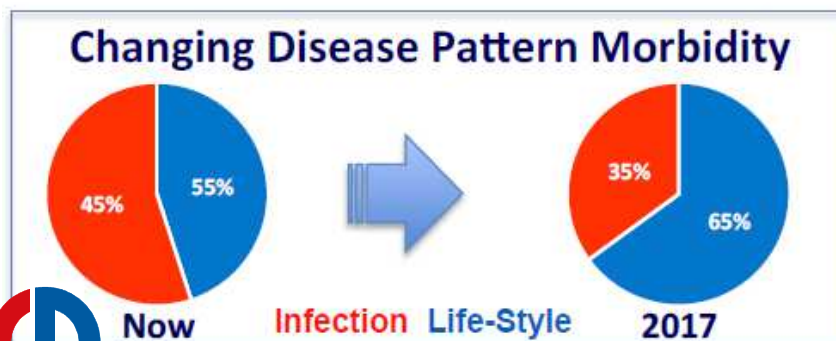 Changing Disease Pattern Morbidity
45%
55%
35%
65%
Now
Infection Life-Style
2017